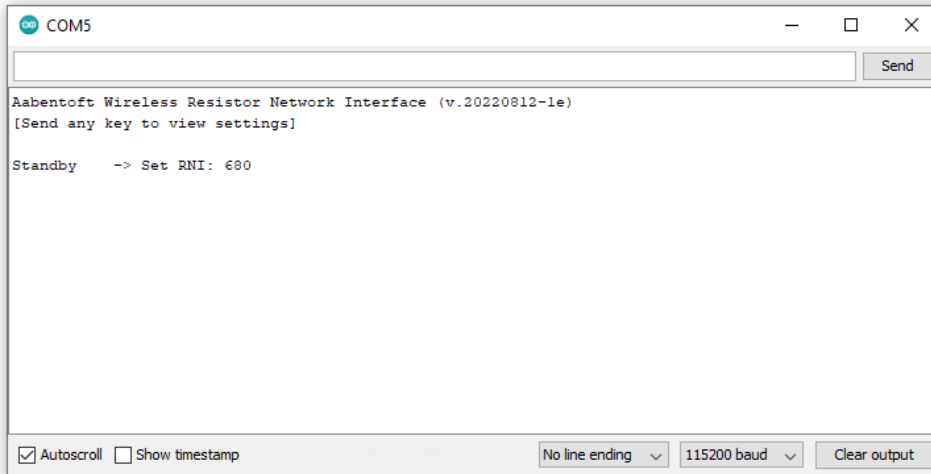 COM5
Send
Aabentoft Wireless Resistor Network Interface (v.20220812-1e)
[Send any key to view settings]
Standby    -> Set RNI: 680
Autoscroll Show timestamp No line ending 115200 baud Clear output